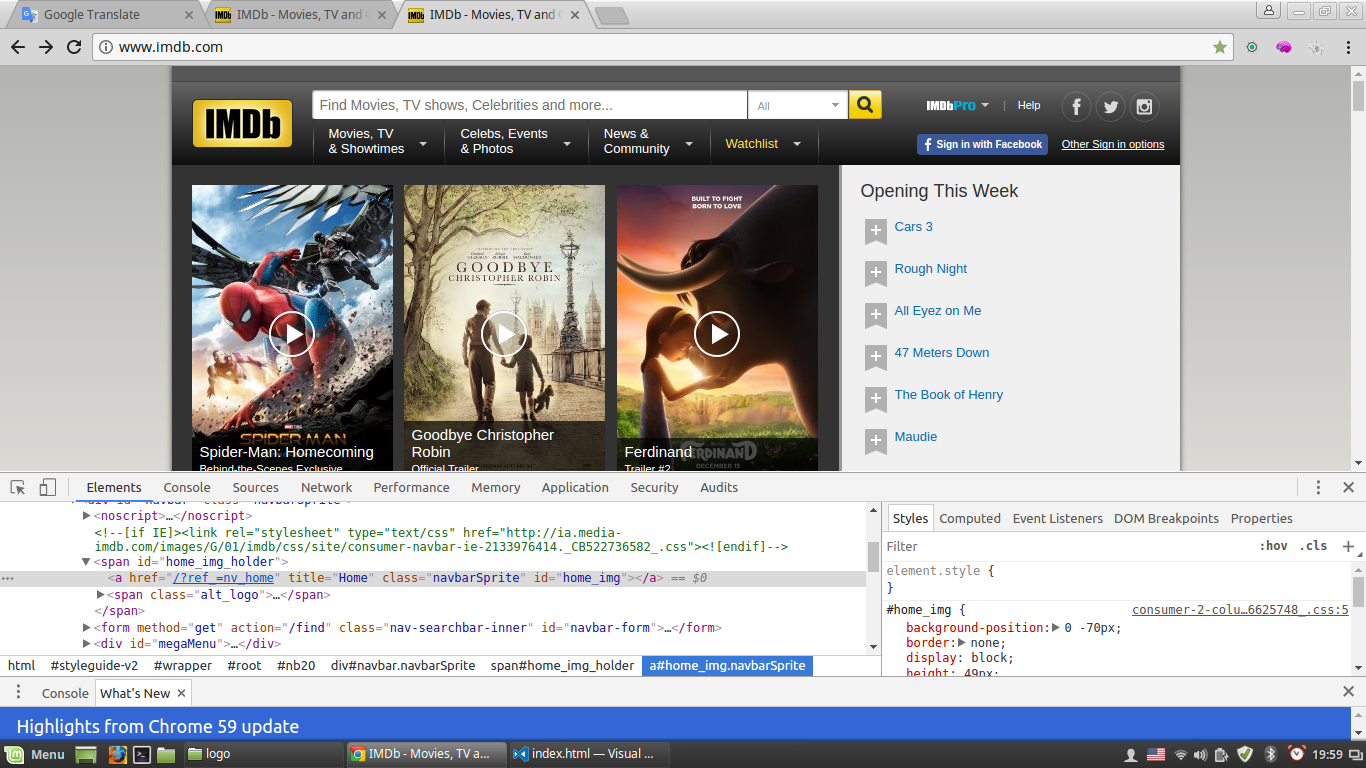 Google Translate
IMDb - Movies, TV and
IMDb - Movies, TV and
www.imdb.com
IMDb
Find Movies, TV shows, Celebrities and more...
All
IMDbPro
Help
Movies, TV
& Showtimes
Celebs, Events
& Photos
News &
Community
Watchlist
Sign in with Facebook
Other Sign in options
SPIDER-MAN
Spider-Man: Homecoming
Behind-the-Scenes Exclusive
GOODBYE
CHRISTOPHER ROBIN
Goodbye Christopher
Robin
Official Trailer
BUILT TO FIGHT
BORN TO LOVE
FERDINAND
DECEMBER 15
Ferdinand
Trailer #2
Opening This Week
Cars 3
Rough Night
All Eyez on Me
47 Meters Down
The Book of Henry
Maudie
Elements Console Sources Network Performance Memory Application Security Audits
<noscript>…</noscript>
<!--[if IE]><link rel="stylesheet" type="text/css" href="http://ia.media-
imdb.com/images/G/01/imdb/css/site/consumer-navbar-ie-2133976414._CB522736582_.css"><![endif]-->
<span id="home_img_holder">
<a href="/?ref_=nv_home" title="Home" class="navbarSprite" id="home_img"></a> == $0
<span class="alt_logo">…</span>
</span>
<form method="get" action="/find" class="nav-searchbar-inner" id="navbar-form">…</form>
<div id="megaMenu">…</div>
html #styleguide-v2 #wrapper #root #nb20 div#navbar.navbarSprite span#home_img_holder a#home_img.navbarSprite
Styles Computed Event Listeners DOM Breakpoints Properties
Filter :hov .cls +
element.style {
}
#home_img { consumer-2-colu…6625748_.css:5
background-position: 0 -70px;
border: none;
display: block;
height: 49px;
Console What's New
Highlights from Chrome 59 update
Menu
logo
IMDb - Movies, TV a...
index.html — Visual ...
19:59